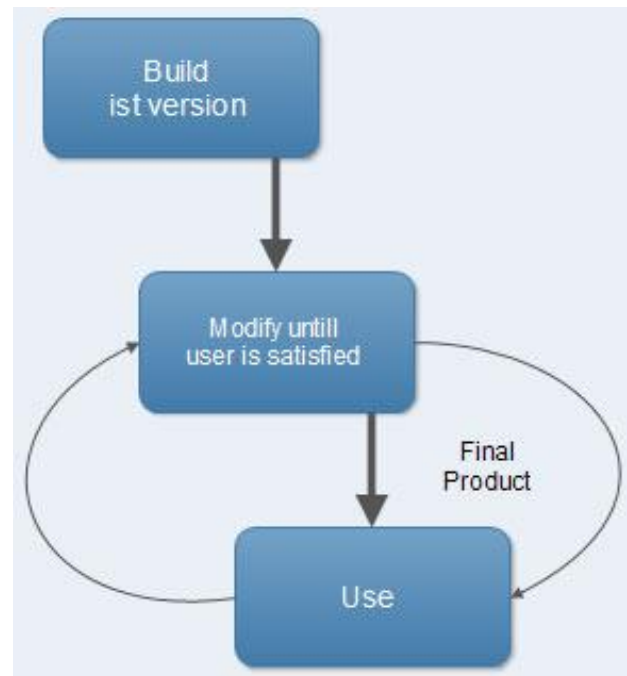 Build
ist version
Modify untill
user is satisfied
Final
Product
Use